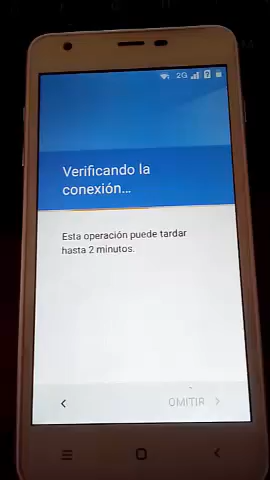 2G
Verificando la
conexión...
Esta operación puede tardar
hasta 2 minutos.
OMITIR